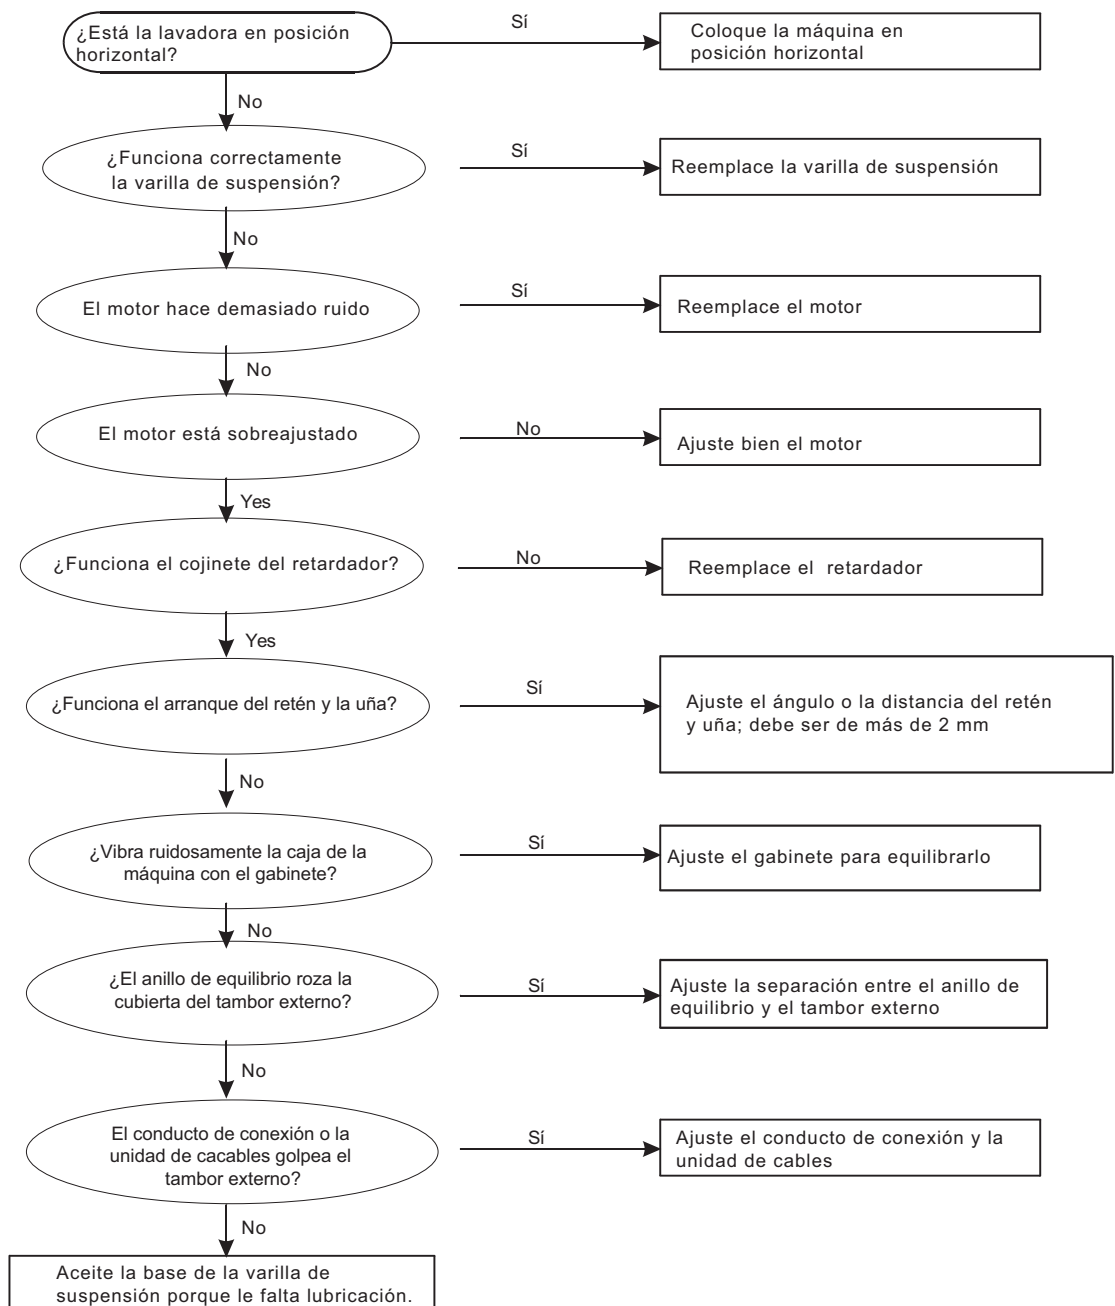 ¿Está la lavadora en posición
horizontal?
Sí
Coloque la máquina en
posición horizontal
No
¿Funciona correctamente
la varilla de suspensión?
Sí
Reemplace la varilla de suspensión
No
El motor hace demasiado ruido
Sí
Reemplace el motor
No
El motor está sobreajustado
No
Ajuste bien el motor
Yes
¿Funciona el cojinete del retardador?
No
Reemplace el retardador
Yes
¿Funciona el arranque del retén y la uña?
Sí
Ajuste el ángulo o la distancia del retén
y uña; debe ser de más de 2 mm
No
¿Vibra ruidosamente la caja de la
máquina con el gabinete?
Sí
Ajuste el gabinete para equilibrarlo
No
¿El anillo de equilibrio roza la
cubierta del tambor externo?
Sí
Ajuste la separación entre el anillo de
equilibrio y el tambor externo
No
El conducto de conexión o la
unidad de cacables golpea el
tambor externo?
Sí
Ajuste el conducto de conexión y la
unidad de cables
No
Aceite la base de la varilla de
suspensión porque le falta lubricación.